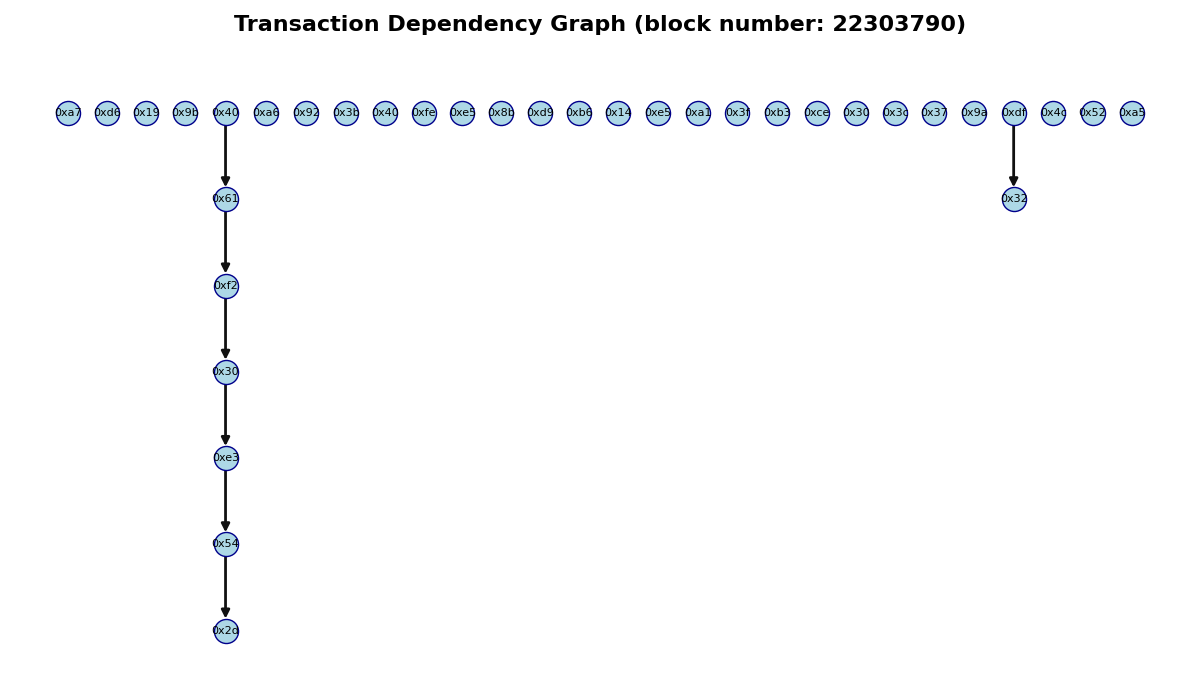 Transaction Dependency Graph (block number: 22303790)
0xa7 0xd6 0x19 0x9b 0x40 0xa6 0x92 0x3b 0x40 0xfe 0xe5 0x8b 0xd9 0xb6 0x14 0xe5 0xa1 0x3f 0xb3 0xce 0x30 0x3c 0x37 0x9a 0xdf 0x4c 0x52 0xa5
0x61 0x32
0xf2
0x30
0xe3
0x54